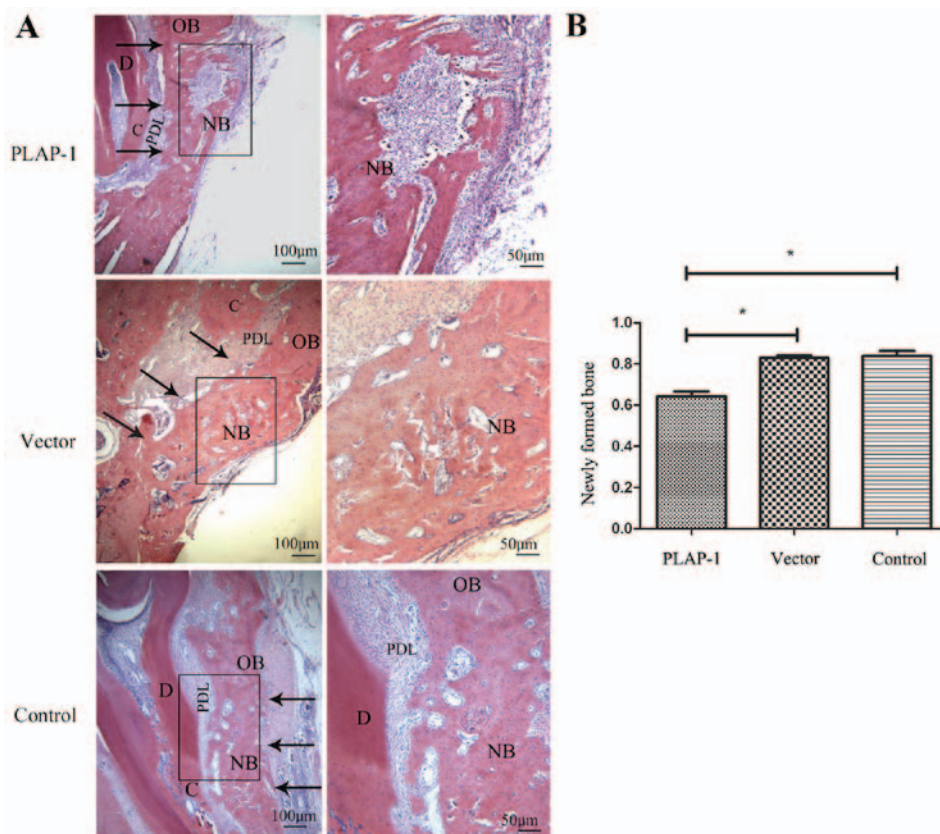 A
B
OB
D
C
PDL
NB
100μm
NB
50μm
PLAP-1
C
PDL
OB
NB
100μm
NB
50μm
Vector
OB
D
PDL
NB
C
100μm
OB
PDL
D
NB
50μm
Control
*
*
Newly formed bone
1.0
0.8
0.6
0.4
0.2
0.0
PLAP-1 Vector Control